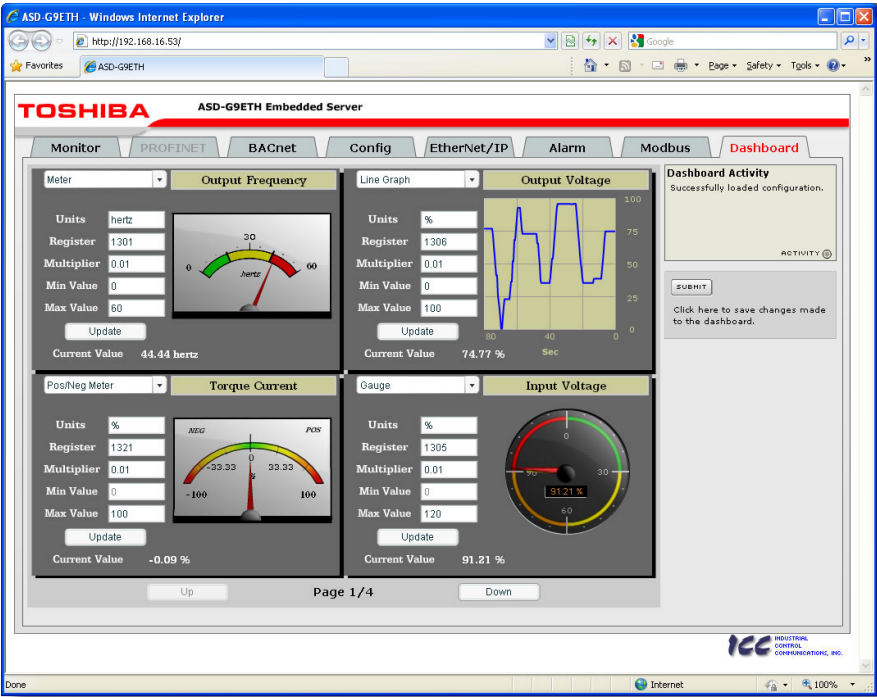 ASD-G9ETH - Windows Internet Explorer
http://192.168.16.53/
Google
Favorites
ASD-G9ETH
Page Safety Tools
TOSHIBA
ASD-G9ETH Embedded Server
Monitor PROFINET BACnet Config EtherNet/IP Alarm Modbus Dashboard
Meter
Output Frequency
Units hertz
Register 1301
Multiplier 0.01
Min Value 0
Max Value 60
Update
Current Value 44.44 hertz
0 30 60
hertz
Line Graph
Output Voltage
Units %
Register 1306
Multiplier 0.01
Min Value 0
Max Value 100
Update
Current Value 74.77 %
100
75
50
25
0
80 40 0
Sec
Pos/Neg Meter
Torque Current
Units %
Register 1321
Multiplier 0.01
Min Value 0
Max Value 100
Update
Current Value -0.09 %
NEG POS
0
-33.33 33.33
%
-100 100
Gauge
Input Voltage
Units %
Register 1305
Multiplier 0.01
Min Value 0
Max Value 120
Update
Current Value 91.21 %
0
90 30
91.21 %
60
Up
Page 1/4
Down
Dashboard Activity
Successfully loaded configuration.
ACTIVITY
SUBMIT
Click here to save changes made
to the dashboard.
ICC INDUSTRIAL
CONTROL
COMMUNICATIONS, INC.
Done
Internet
100%